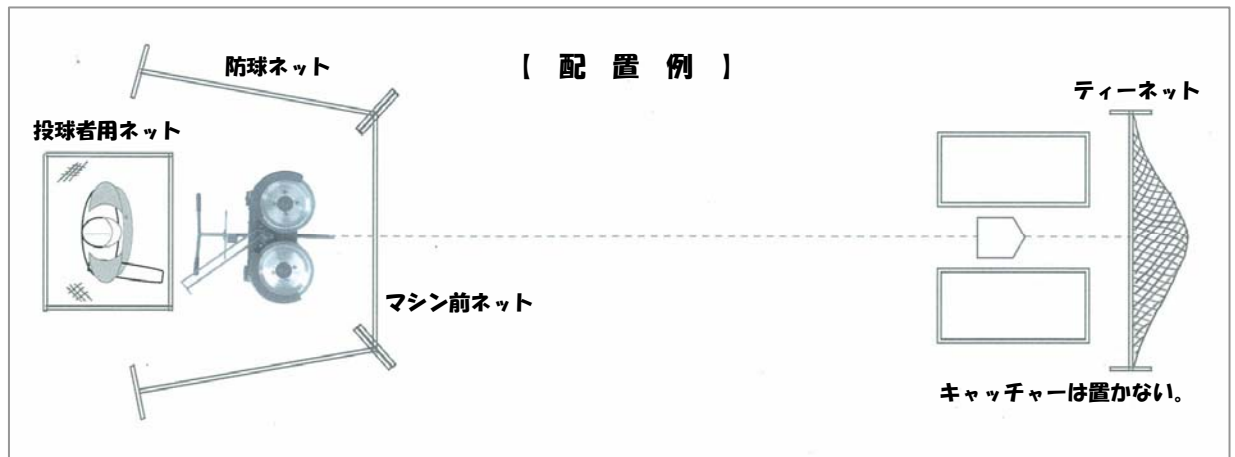 【 配 置 例 】
防球ネット
ティーネット
投球者用ネット
マシン前ネット
キャッチャーは置かない。